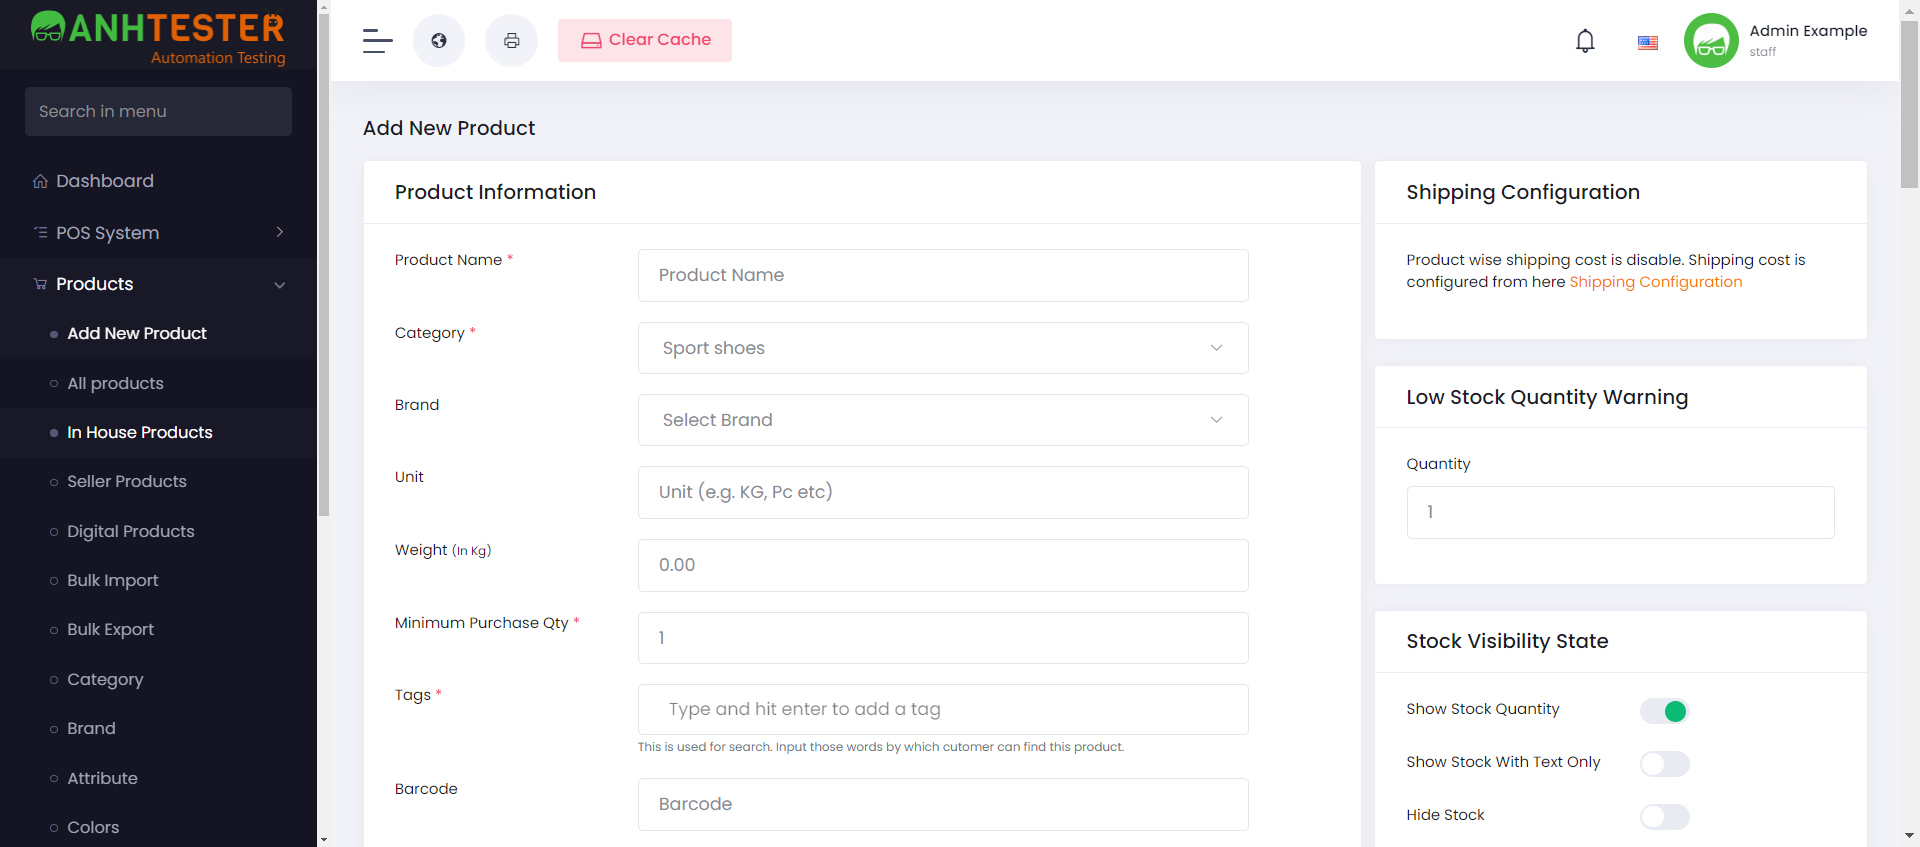 ANHTESTER
Automation Testing
Search in menu
Dashboard
POS System
Products
Add New Product
All products
In House Products
Seller Products
Digital Products
Bulk Import
Bulk Export
Category
Brand
Attribute
Colors
Clear Cache
Admin Example
staff
Add New Product
Product Information
Product Name *
Product Name
Category *
Sport shoes
Brand
Select Brand
Unit
Unit (e.g. KG, Pc etc)
Weight (In Kg)
0.00
Minimum Purchase Qty *
1
Tags *
Type and hit enter to add a tag
This is used for search. Input those words by which cutomer can find this product.
Barcode
Barcode
Shipping Configuration
Product wise shipping cost is disable. Shipping cost is
configured from here Shipping Configuration
Low Stock Quantity Warning
Quantity
1
Stock Visibility State
Show Stock Quantity
Show Stock With Text Only
Hide Stock